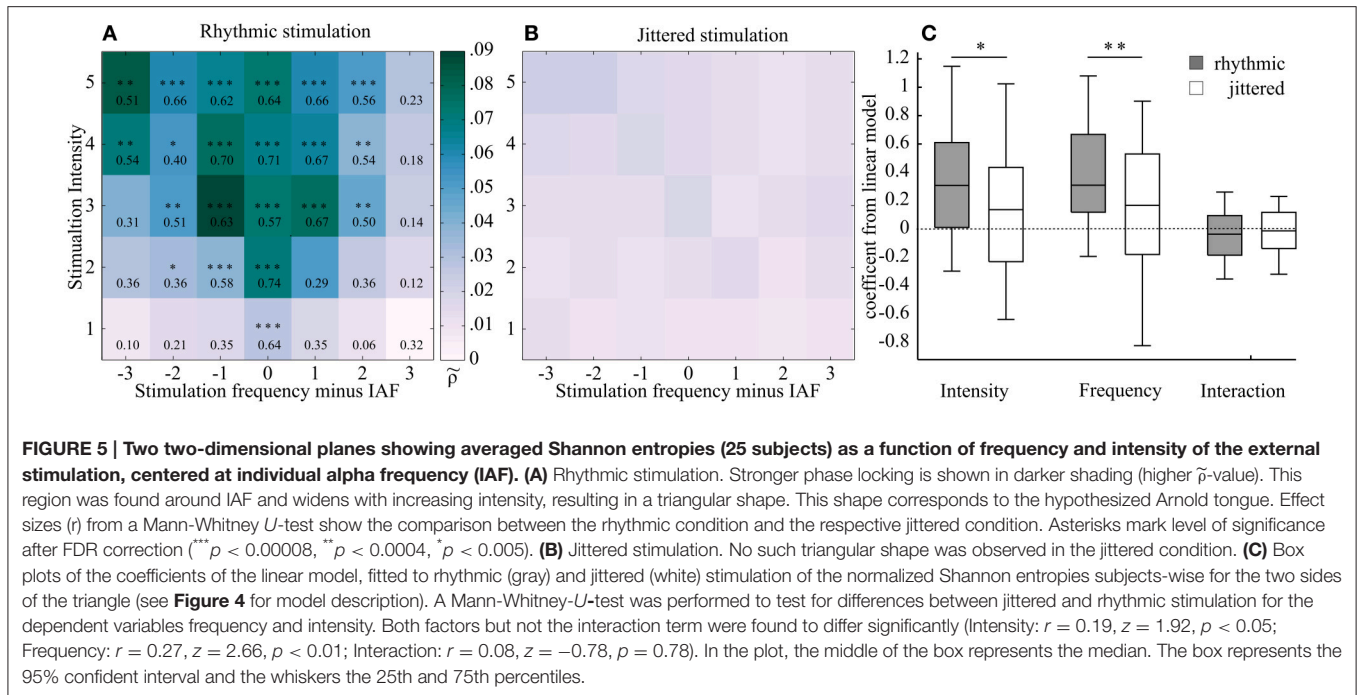 A Rhythmic stimulation
Stimualtion Intensity
5
4
3
2
1
** *** *** *** *** ***
0.51 0.66 0.62 0.64 0.66 0.56 0.23
** * *** *** *** **
0.54 0.40 0.70 0.71 0.67 0.54 0.18
** *** *** *** **
0.31 0.51 0.63 0.57 0.67 0.50 0.14
* *** ***
0.36 0.36 0.58 0.74 0.29 0.36 0.12
***
0.10 0.21 0.35 0.64 0.35 0.06 0.32
-3 -2 -1 0 1 2 3
Stimulation frequency minus IAF
.09
.08
.07
.06
.05
.04
.03
.02
.01
0
ρ̃
B Jittered stimulation
5
4
3
2
1
-3 -2 -1 0 1 2 3
Stimulation frequency minus IAF
C
coefficent from linear model
1.2
1
0.8
0.6
0.4
0.2
0
-0.2
-0.4
-0.6
-0.8
* **
rhythmic
jittered
Intensity Frequency Interaction
FIGURE 5 | Two two-dimensional planes showing averaged Shannon entropies (25 subjects) as a function of frequency and intensity of the external
stimulation, centered at individual alpha frequency (IAF). (A) Rhythmic stimulation. Stronger phase locking is shown in darker shading (higher ρ̃-value). This
region was found around IAF and widens with increasing intensity, resulting in a triangular shape. This shape corresponds to the hypothesized Arnold tongue. Effect
sizes (r) from a Mann-Whitney U-test show the comparison between the rhythmic condition and the respective jittered condition. Asterisks mark level of significance
after FDR correction (***p < 0.00008, **p < 0.0004, *p < 0.005). (B) Jittered stimulation. No such triangular shape was observed in the jittered condition. (C) Box
plots of the coefficients of the linear model, fitted to rhythmic (gray) and jittered (white) stimulation of the normalized Shannon entropies subjects-wise for the two sides
of the triangle (see Figure 4 for model description). A Mann-Whitney-U-test was performed to test for differences between jittered and rhythmic stimulation for the
dependent variables frequency and intensity. Both factors but not the interaction term were found to differ significantly (Intensity: r = 0.19, z = 1.92, p < 0.05;
Frequency: r = 0.27, z = 2.66, p < 0.01; Interaction: r = 0.08, z = −0.78, p = 0.78). In the plot, the middle of the box represents the median. The box represents the
95% confident interval and the whiskers the 25th and 75th percentiles.